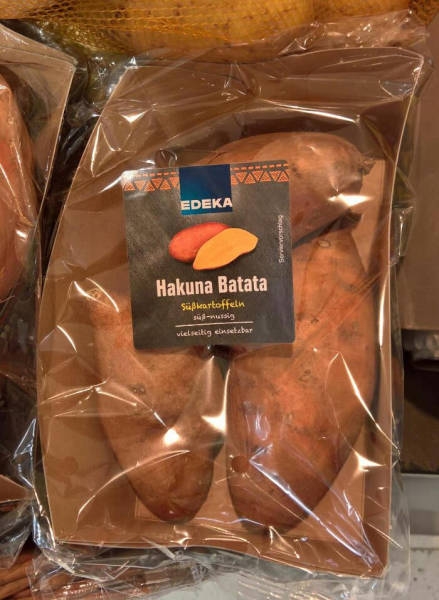 EDEKA
Hakuna Batata
Süßkartoffeln
süß-nussig
vielseitig einsetzbar
Serviervorschlag